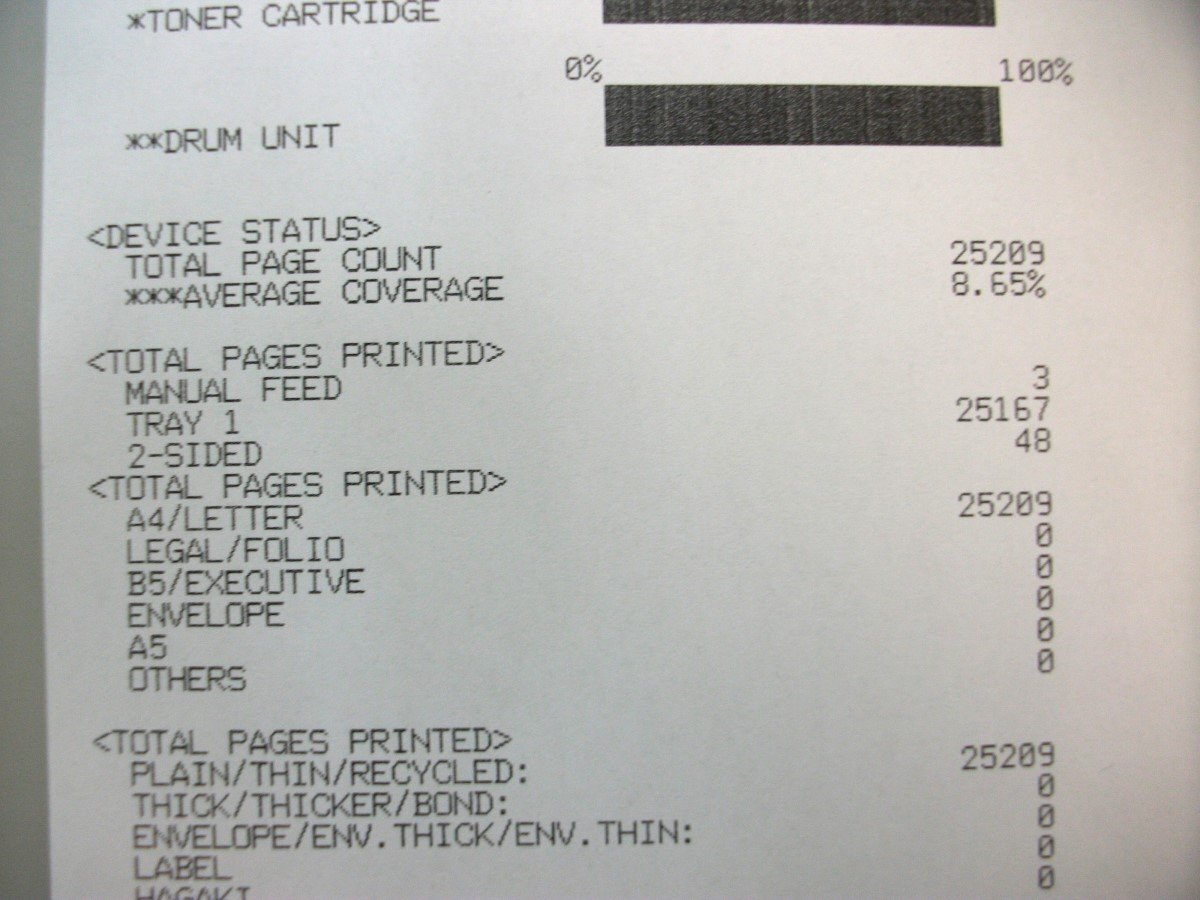 *TONER CARTRIDGE
0% 100%
**DRUM UNIT
<DEVICE STATUS>
TOTAL PAGE COUNT 25209
***AVERAGE COVERAGE 8.65%
<TOTAL PAGES PRINTED>
MANUAL FEED 3
TRAY 1 25167
2-SIDED 48
<TOTAL PAGES PRINTED>
A4/LETTER 25209
LEGAL/FOLIO 0
B5/EXECUTIVE 0
ENVELOPE 0
A5 0
OTHERS 0
<TOTAL PAGES PRINTED>
PLAIN/THIN/RECYCLED: 25209
THICK/THICKER/BOND: 0
ENVELOPE/ENV.THICK/ENV.THIN: 0
LABEL 0
HAGAKI 0